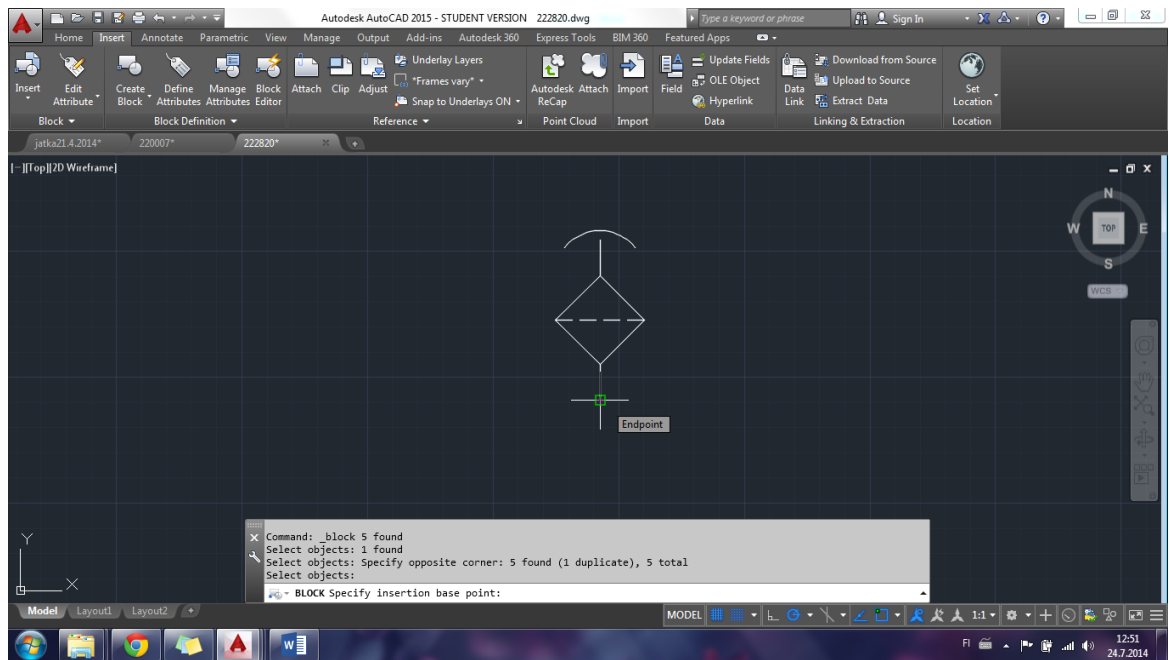 Autodesk AutoCAD 2015 - STUDENT VERSION 222820.dwg
Type a keyword or phrase
Sign In
Home Insert Annotate Parametric View Manage Output Add-ins Autodesk 360 Express Tools BIM 360 Featured Apps
Insert
Edit
Attribute
Create
Block
Define
Attributes
Manage
Attributes
Block
Editor
Attach
Clip
Adjust
Underlay Layers
*Frames vary*
Snap to Underlays ON
Autodesk
ReCap
Attach
Import
Field
Update Fields
OLE Object
Hyperlink
Data
Link
Download from Source
Upload to Source
Extract Data
Set
Location
Block
Block Definition
Reference
Point Cloud
Import
Data
Linking & Extraction
Location
jatka21.4.2014*
220007*
222820*
[−][Top][2D Wireframe]
N
W
TOP
E
S
WCS
Endpoint
Y
X
Command: _block 5 found
Select objects: 1 found
Select objects: Specify opposite corner: 5 found (1 duplicate), 5 total
Select objects:
BLOCK Specify insertion base point:
Model Layout1 Layout2
MODEL
1:1
FI
12:51
24.7.2014